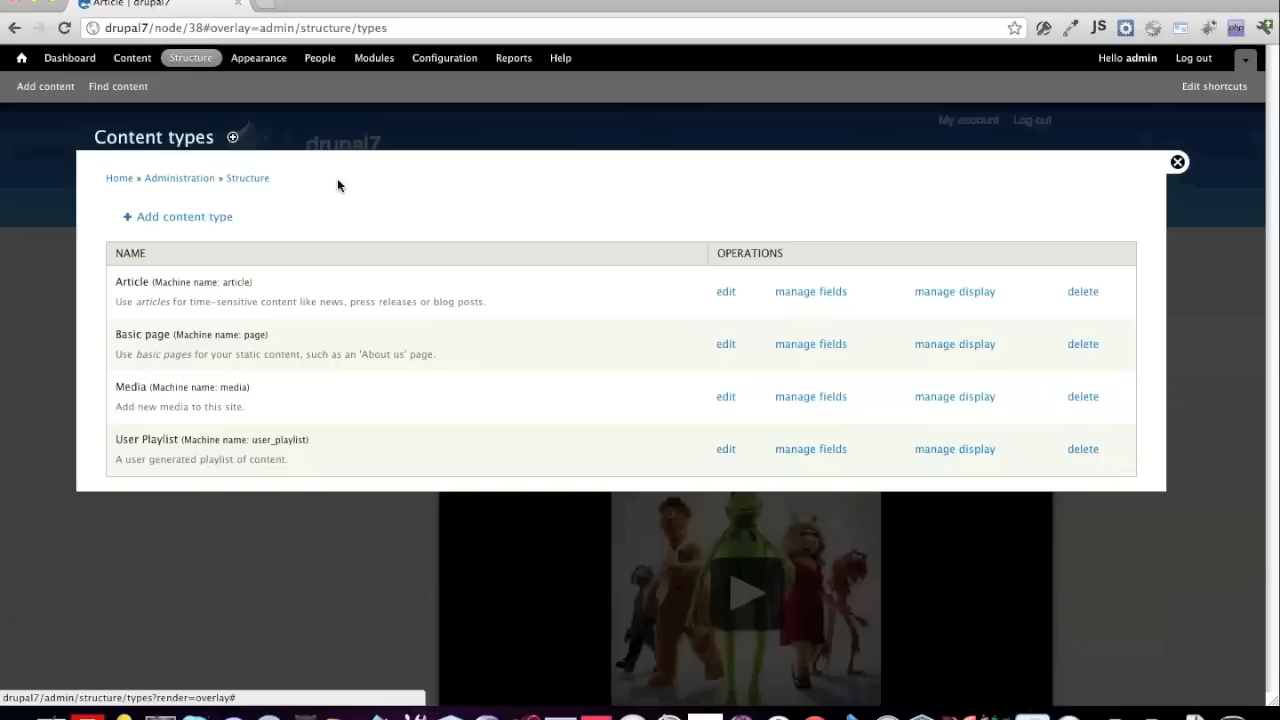 Article | drupal7
drupal7/node/38#overlay=admin/structure/types
JS
php
Dashboard Content Structure Appearance People Modules Configuration Reports Help Hello admin Log out
Add content Find content Edit shortcuts
My account Log out
Content types
drupal7
Home » Administration » Structure
+ Add content type
NAME OPERATIONS
Article (Machine name: article)
Use articles for time-sensitive content like news, press releases or blog posts.
edit manage fields manage display delete
Basic page (Machine name: page)
Use basic pages for your static content, such as an 'About us' page.
edit manage fields manage display delete
Media (Machine name: media)
Add new media to this site.
edit manage fields manage display delete
User Playlist (Machine name: user_playlist)
A user generated playlist of content.
edit manage fields manage display delete
drupal7/admin/structure/types?render=overlay#